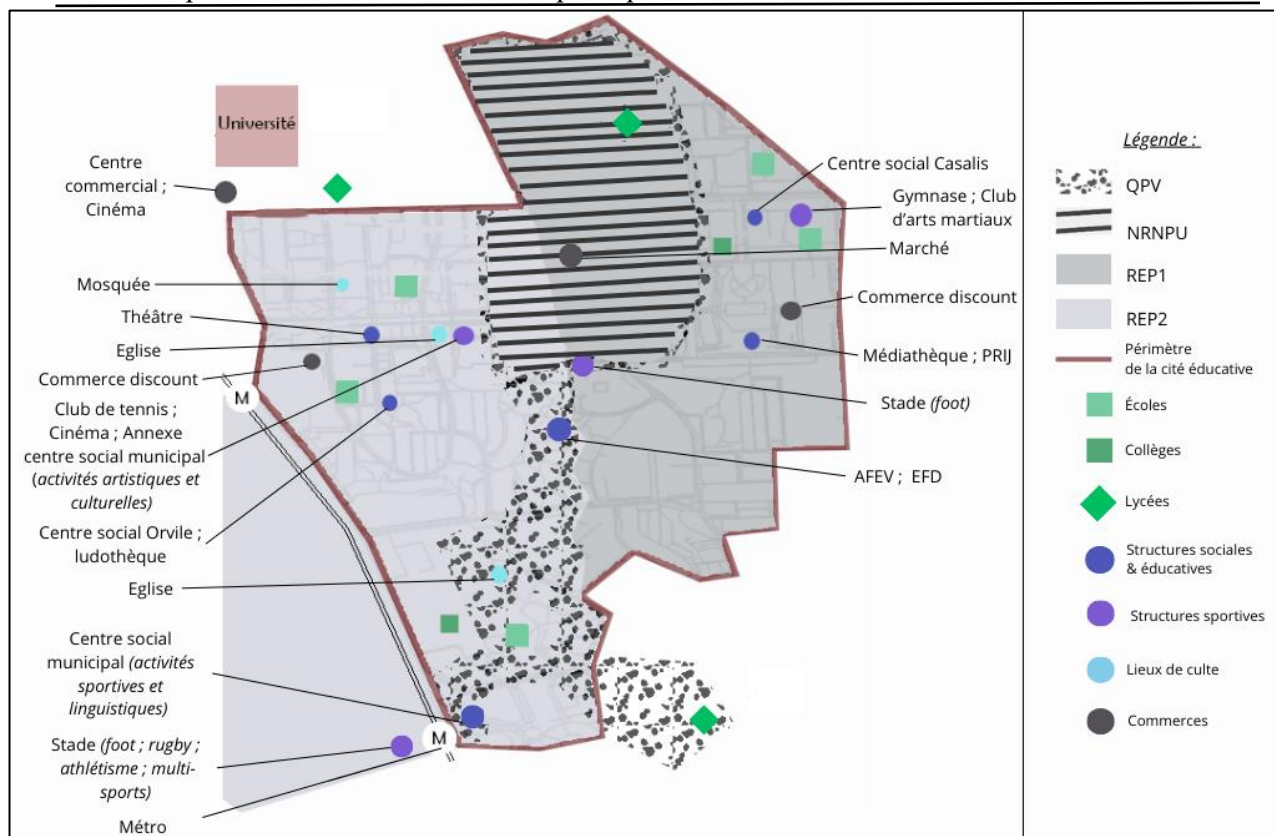 Université
Centre
commercial ;
Cinéma
Mosquée
Théâtre
Eglise
Commerce discount
M
Club de tennis ;
Cinéma ; Annexe
centre social municipal
(activités artistiques et
culturelles)
Centre social Orvile ;
ludothèque
Eglise
Centre social
municipal (activités
sportives et
linguistiques)
M
Stade (foot ; rugby ;
athlétisme ; multi-
sports)
Métro
Centre social Casalis
Gymnase ; Club
d'arts martiaux
Marché
Commerce discount
Médiathèque ; PRIJ
Stade (foot)
AFEV ; EFD
Légende :
QPV
NRNPU
REP1
REP2
Périmètre
de la cité éducative
Écoles
Collèges
Lycées
Structures sociales
& éducatives
Structures sportives
Lieux de culte
Commerces